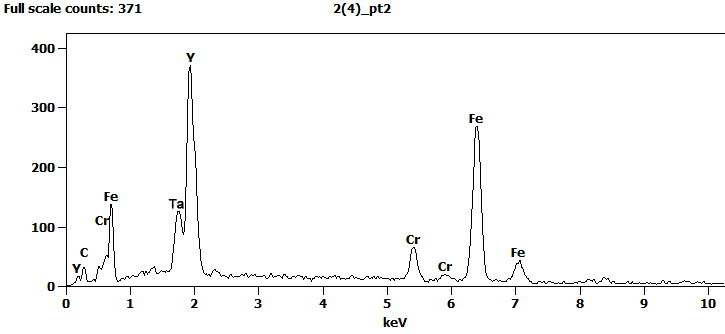 Full scale counts: 371 2(4)_pt2
400
300
200
100
0
Y
C
Cr
Fe
Ta
Y
Cr
Cr
Fe
Fe
0 1 2 3 4 5 6 7 8 9 10
keV